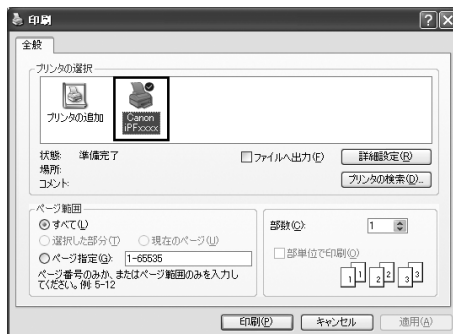 印刷
全般
プリンタの選択
プリンタの追加
Canon
iPFxxxx
状態: 準備完了
場所:
コメント:
ファイルへ出力(F)
詳細設定(R)
プリンタの検索(D)...
ページ範囲
すべて(L)
選択した部分(T) 現在のページ(U)
ページ指定(G): 1-65535
ページ番号のみか、またはページ範囲のみを入力し
てください。例: 5-12
部数(C): 1
部単位で印刷(O)
1 1 2 2 3 3
印刷(P) キャンセル 適用(A)